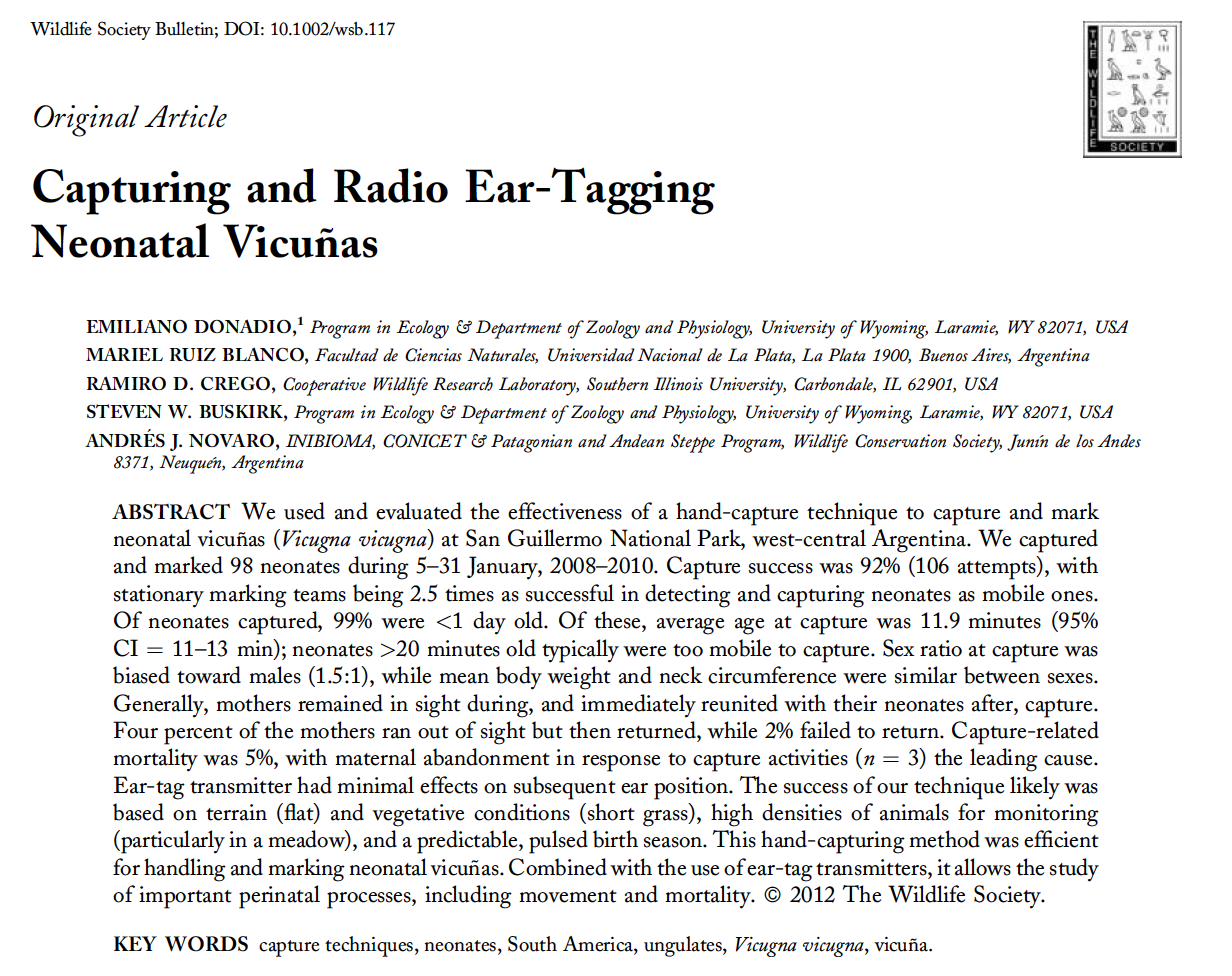 Wildlife Society Bulletin; DOI: 10.1002/wsb.117
THE WILDLIFE
SOCIETY
Original Article
Capturing and Radio Ear-Tagging
Neonatal Vicuñas
EMILIANO DONADIO,1 Program in Ecology & Department of Zoology and Physiology, University of Wyoming, Laramie, WY 82071, USA
MARIEL RUIZ BLANCO, Facultad de Ciencias Naturales, Universidad Nacional de La Plata, La Plata 1900, Buenos Aires, Argentina
RAMIRO D. CREGO, Cooperative Wildlife Research Laboratory, Southern Illinois University, Carbondale, IL 62901, USA
STEVEN W. BUSKIRK, Program in Ecology & Department of Zoology and Physiology, University of Wyoming, Laramie, WY 82071, USA
ANDRÉS J. NOVARO, INIBIOMA, CONICET & Patagonian and Andean Steppe Program, Wildlife Conservation Society, Junín de los Andes
8371, Neuquén, Argentina
ABSTRACT We used and evaluated the effectiveness of a hand-capture technique to capture and mark
neonatal vicuñas (Vicugna vicugna) at San Guillermo National Park, west-central Argentina. We captured
and marked 98 neonates during 5–31 January, 2008–2010. Capture success was 92% (106 attempts), with
stationary marking teams being 2.5 times as successful in detecting and capturing neonates as mobile ones.
Of neonates captured, 99% were <1 day old. Of these, average age at capture was 11.9 minutes (95%
CI = 11–13 min); neonates >20 minutes old typically were too mobile to capture. Sex ratio at capture was
biased toward males (1.5:1), while mean body weight and neck circumference were similar between sexes.
Generally, mothers remained in sight during, and immediately reunited with their neonates after, capture.
Four percent of the mothers ran out of sight but then returned, while 2% failed to return. Capture-related
mortality was 5%, with maternal abandonment in response to capture activities (n = 3) the leading cause.
Ear-tag transmitter had minimal effects on subsequent ear position. The success of our technique likely was
based on terrain (flat) and vegetative conditions (short grass), high densities of animals for monitoring
(particularly in a meadow), and a predictable, pulsed birth season. This hand-capturing method was efficient
for handling and marking neonatal vicuñas. Combined with the use of ear-tag transmitters, it allows the study
of important perinatal processes, including movement and mortality. © 2012 The Wildlife Society.
KEY WORDS capture techniques, neonates, South America, ungulates, Vicugna vicugna, vicuña.